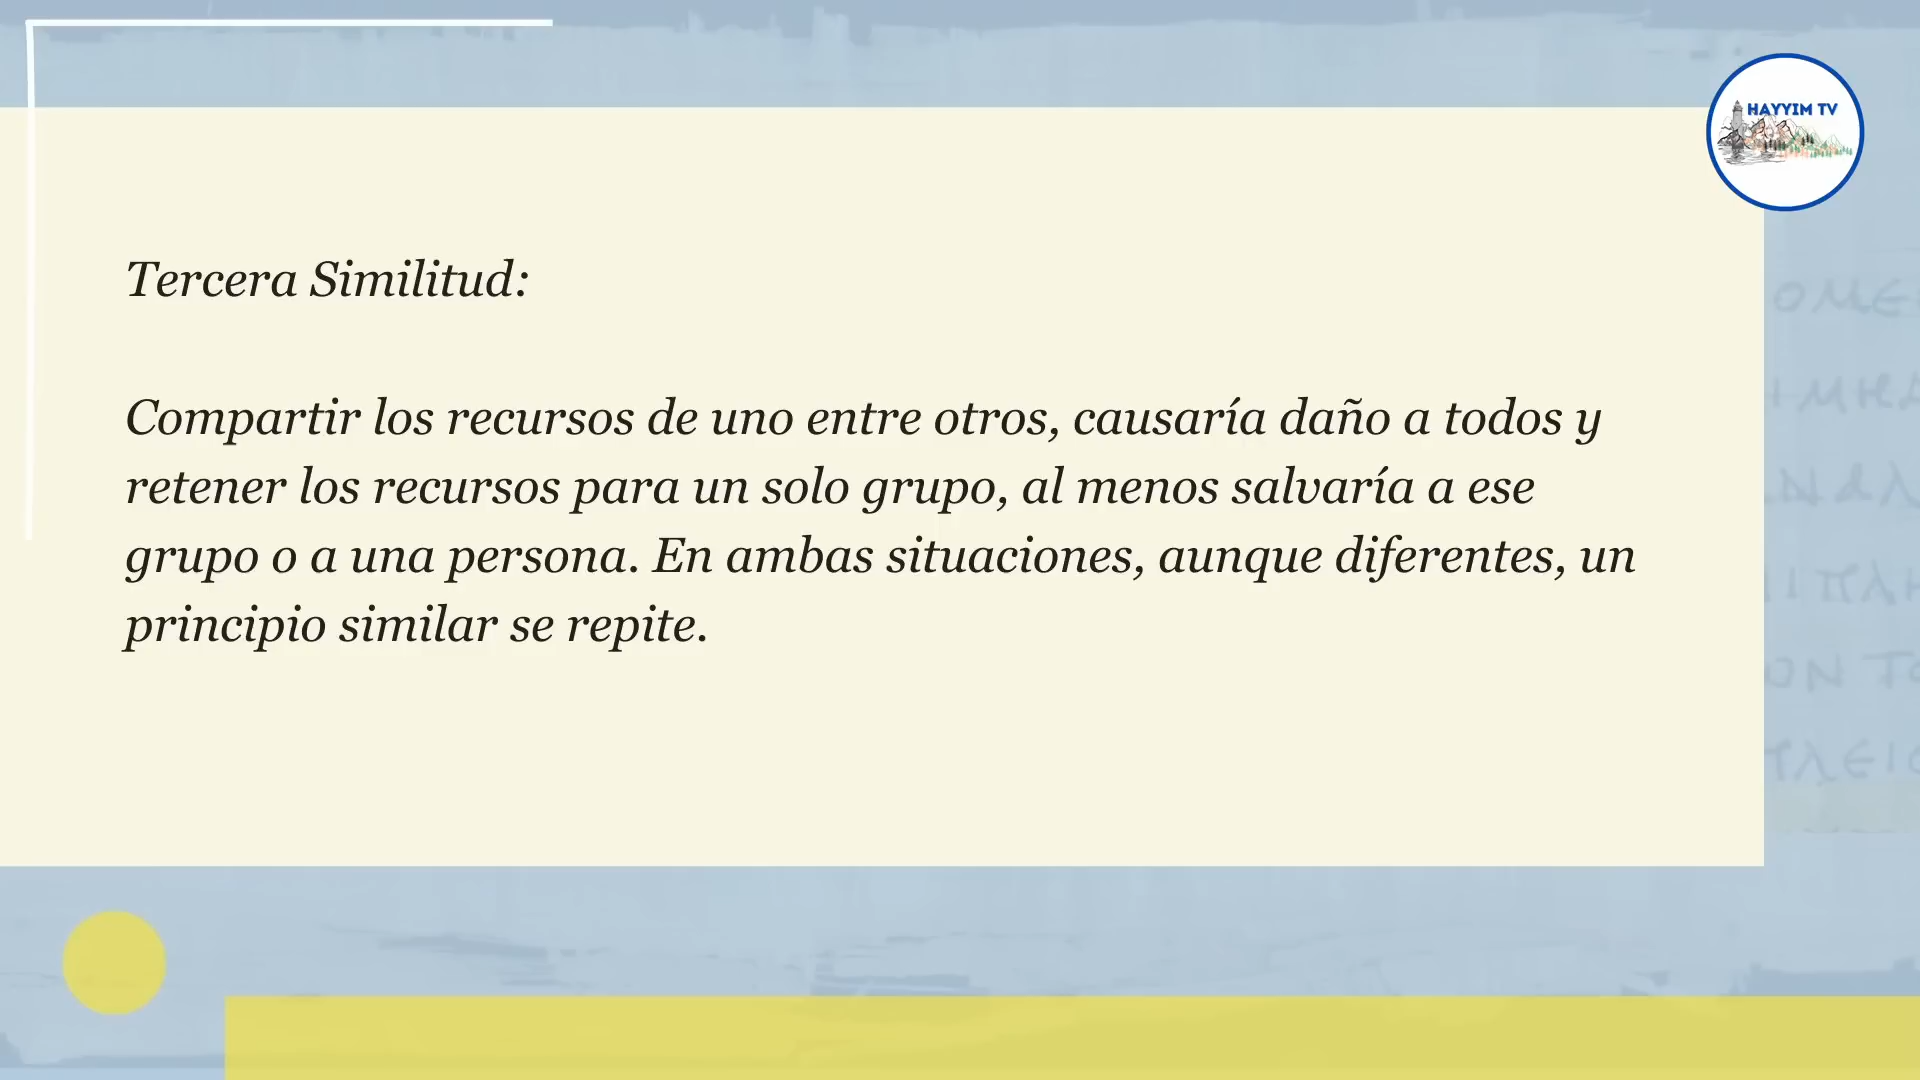 HAYYIM TV
Tercera Similitud:
Compartir los recursos de uno entre otros, causaría daño a todos y
retener los recursos para un solo grupo, al menos salvaría a ese
grupo o a una persona. En ambas situaciones, aunque diferentes, un
principio similar se repite.